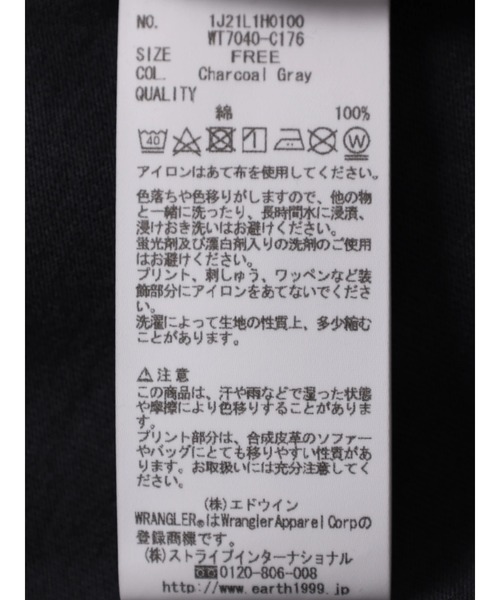 NO. 1J21L1H0100
WT7040-C176
SIZE FREE
COL. Charcoal Gray
QUALITY
綿 100%
40 W
アイロンはあて布を使用してください。
色落ちや色移りがしますので、他の物
と一緒に洗ったり、長時間水に浸漬、
浸けおき洗いはお避けください。
蛍光剤及び漂白剤入りの洗剤のご使用
はお避けください。
プリント、刺しゅう、ワッペンなど装
飾部分にアイロンをあてないでくださ
い。
洗濯によって生地の性質上、多少縮む
ことがあります。
⚠注意
この商品は、汗や雨などで湿った状態
や摩擦により色移りすることがありま
す。
プリント部分は、合成皮革のソファー
やバッグにとても移りやすい性質があ
ります。お取扱いには充分注意してく
ださい。
(株)エドウイン
WRANGLER®はWranglerApparel Corpの
登録商標です。
(株)ストライプインターナショナル
0120-806-008
http://www.earth1999.jp